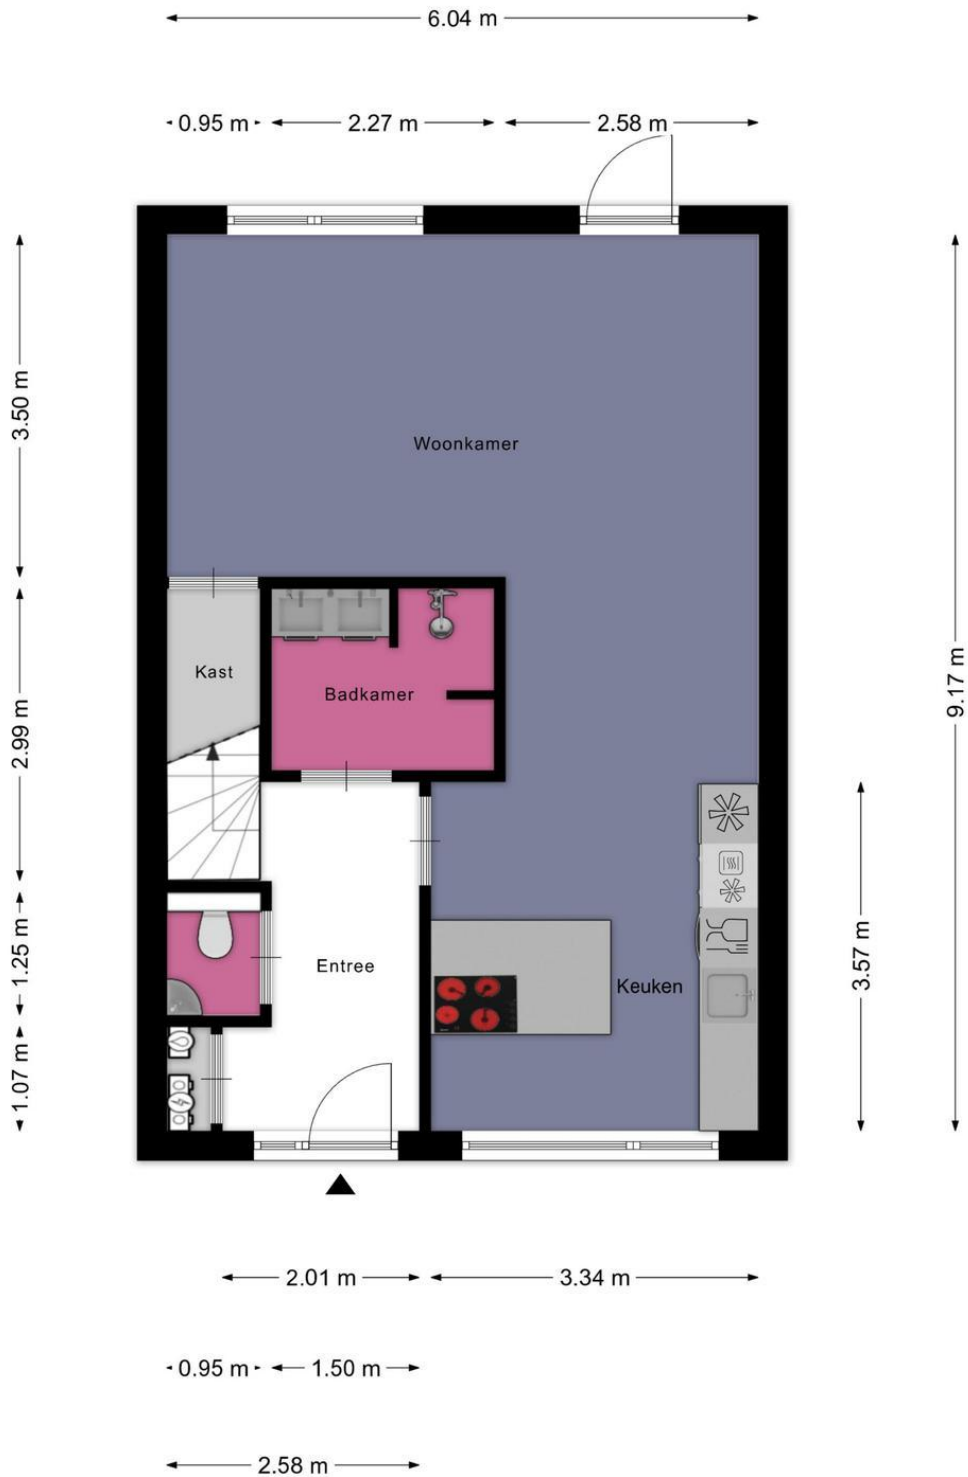 6.04 m
0.95 m 2.27 m 2.58 m
3.50 m
Woonkamer
2.99 m
Kast
Badkamer
9.17 m
1.25 m
Entree
Keuken
3.57 m
1.07 m
2.01 m 3.34 m
0.95 m 1.50 m
2.58 m